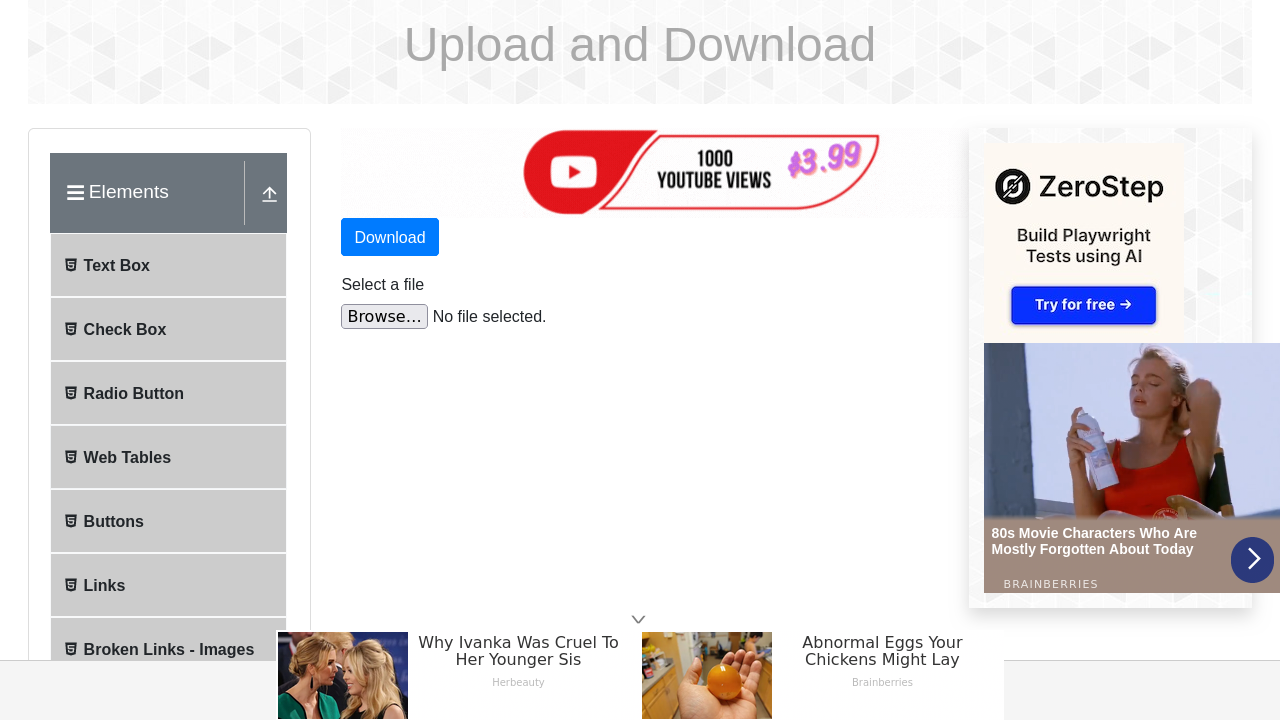 Upload and Download
Elements
Text Box
Check Box
Radio Button
Web Tables
Buttons
Links
Broken Links - Images
1000
YOUTUBE VIEWS
$3.99
Download
Select a file
Browse... No file selected.
ZeroStep
Build Playwright
Tests using AI
Try for free →
80s Movie Characters Who Are
Mostly Forgotten About Today
BRAINBERRIES
Why Ivanka Was Cruel To
Her Younger Sis
Herbeauty
Abnormal Eggs Your
Chickens Might Lay
Brainberries